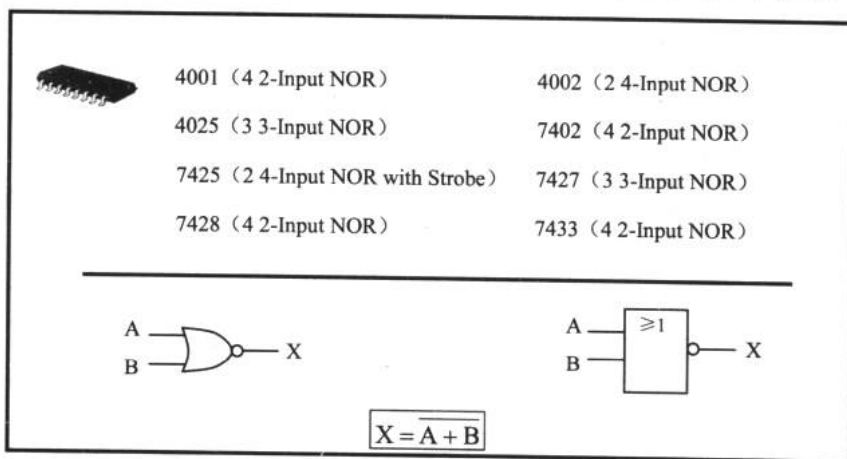 4001（4 2-Input NOR） 4002（2 4-Input NOR）
4025（3 3-Input NOR） 7402（4 2-Input NOR）
7425（2 4-Input NOR with Strobe） 7427（3 3-Input NOR）
7428（4 2-Input NOR） 7433（4 2-Input NOR）
A
B
X
A
B
≥1
X
X = \overline{A + B}